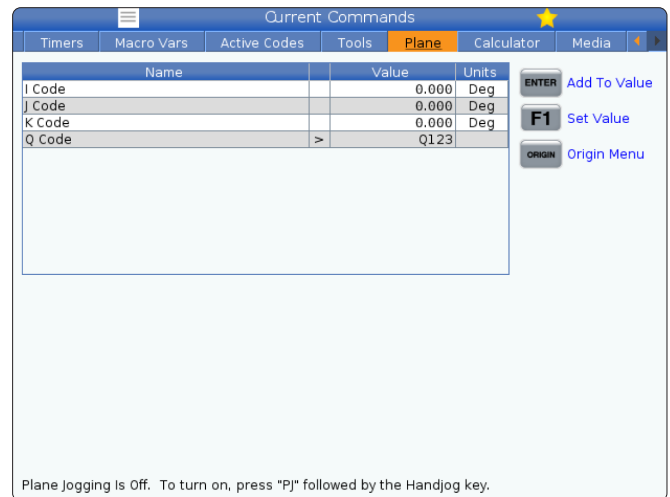 Current Commands
Timers Macro Vars Active Codes Tools Plane Calculator Media
Name Value Units
I Code 0.000 Deg
J Code 0.000 Deg
K Code 0.000 Deg
Q Code > Q123
ENTER Add To Value
F1 Set Value
ORIGIN Origin Menu
Plane Jogging Is Off. To turn on, press "PJ" followed by the Handjog key.